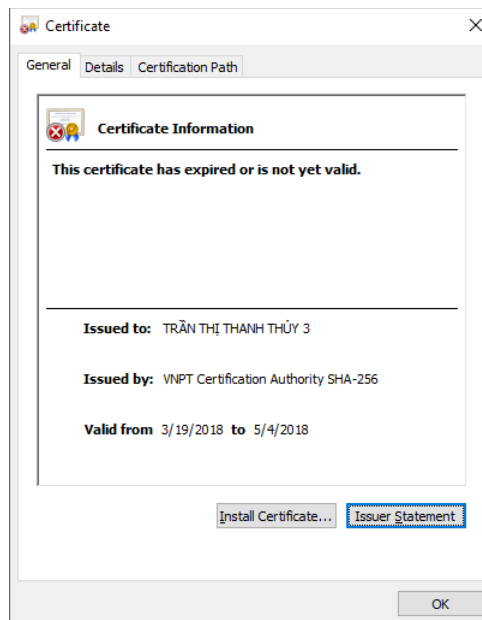 Certificate
General Details Certification Path
Certificate Information
This certificate has expired or is not yet valid.
Issued to: TRẦN THỊ THANH THỦY 3
Issued by: VNPT Certification Authority SHA-256
Valid from 3/19/2018 to 5/4/2018
Install Certificate... Issuer Statement
OK